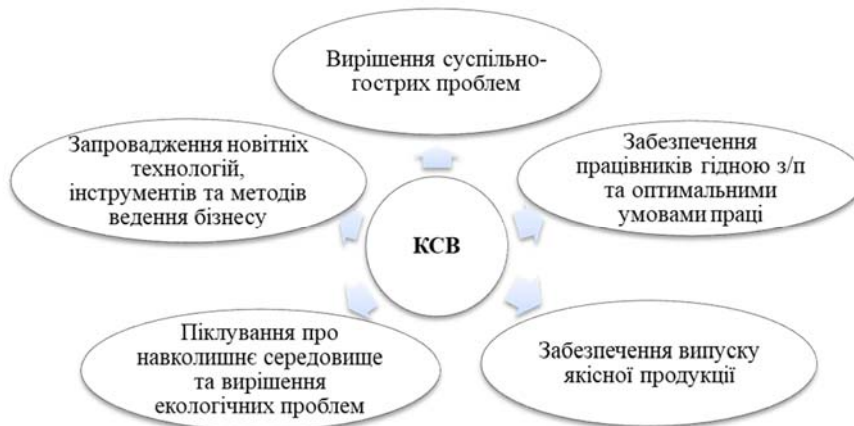 Вирішення суспільно-
гострих проблем
Запровадження новітніх
технологій,
інструментів та методів
ведення бізнесу
Забезпечення
працівників гідною з/п
та оптимальними
умовами праці
КСВ
Піклування про
навколишнє середовище
та вирішення
екологічних проблем
Забезпечення випуску
якісної продукції